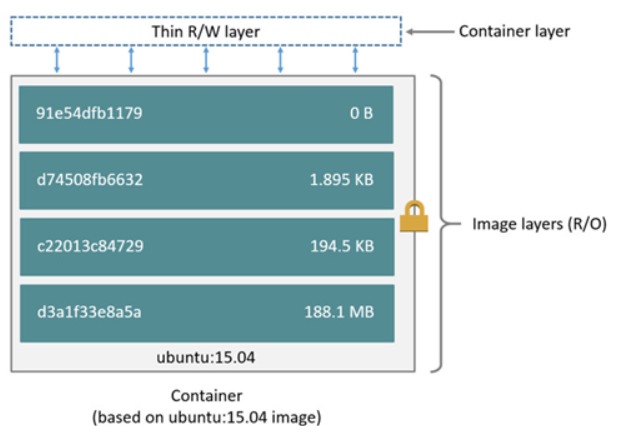 Thin R/W layer
Container layer
91e54dfb1179 0 B
d74508fb6632 1.895 KB
c22013c84729 194.5 KB
Image layers (R/O)
d3a1f33e8a5a 188.1 MB
ubuntu:15.04
Container
(based on ubuntu:15.04 image)